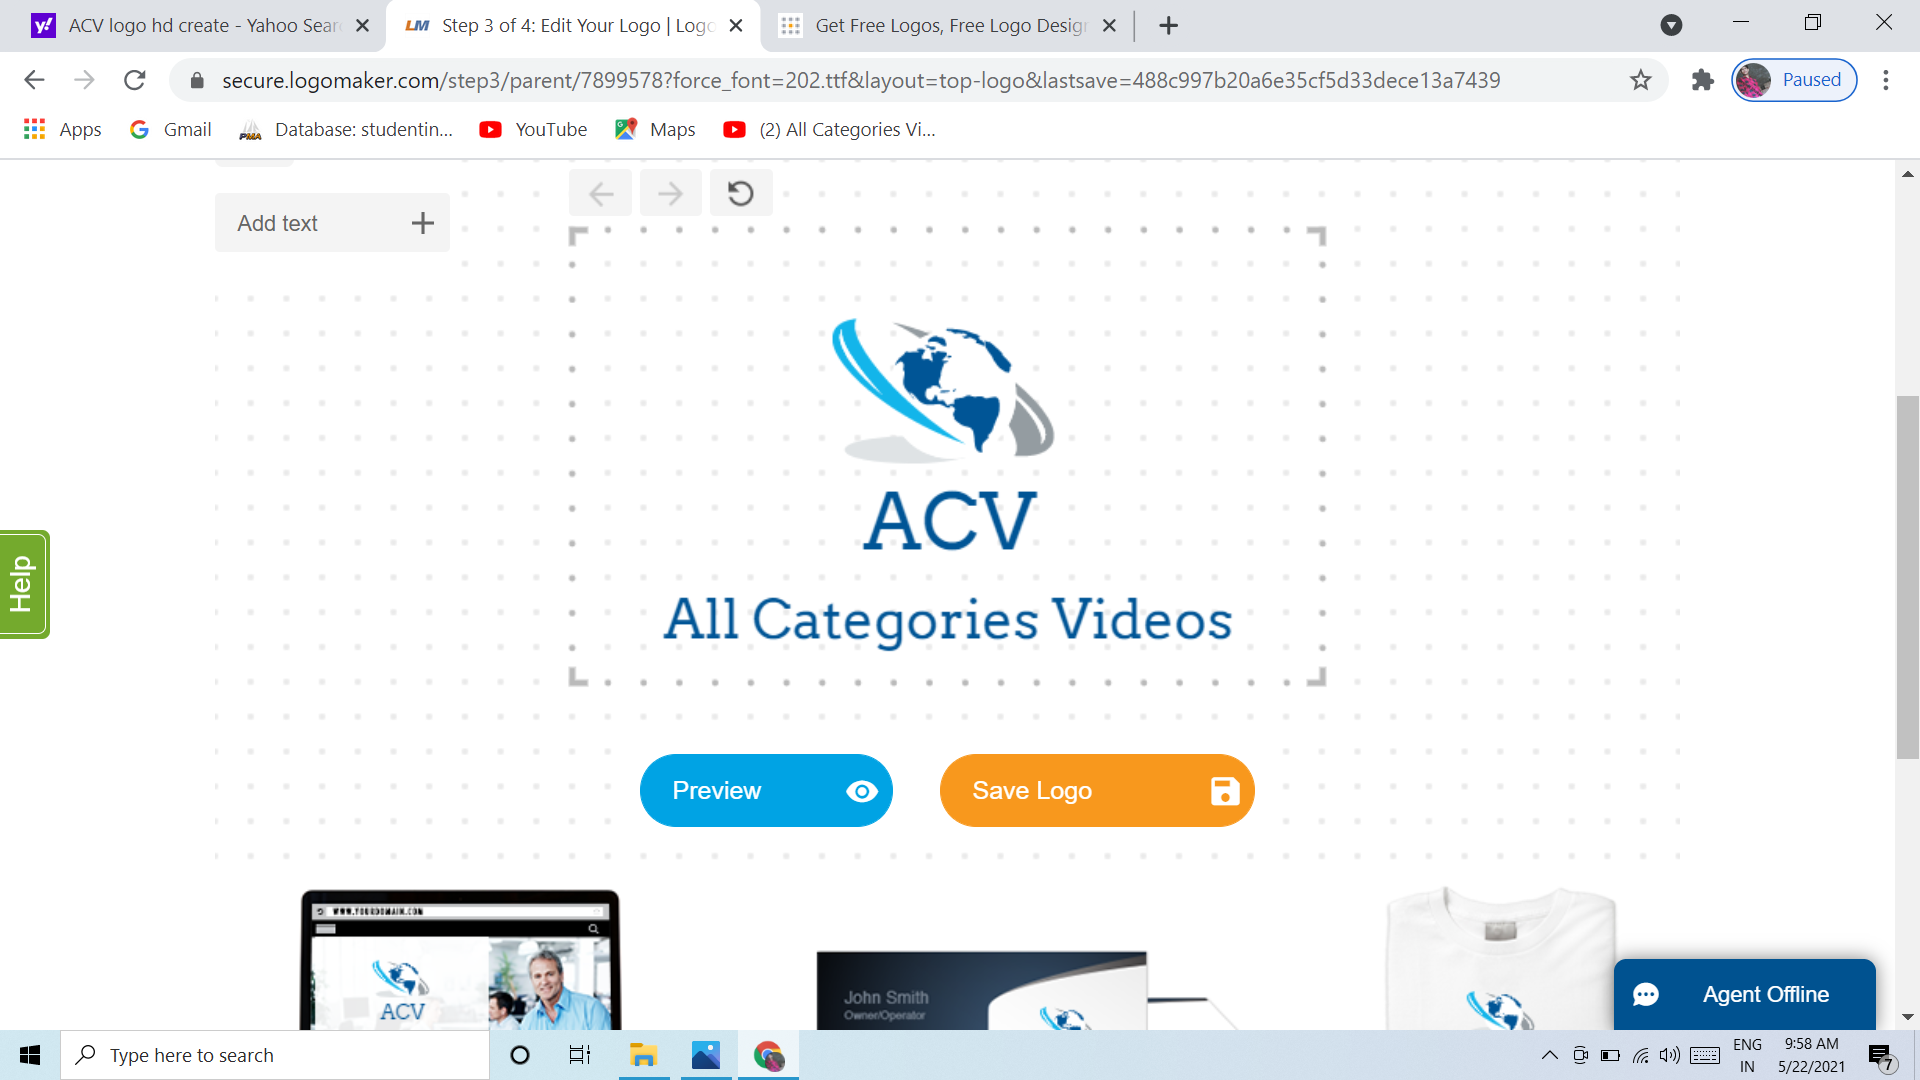 ACV logo hd create - Yahoo Sear
LM Step 3 of 4: Edit Your Logo | Logo
Get Free Logos, Free Logo Design
secure.logomaker.com/step3/parent/7899578?force_font=202.ttf&layout=top-logo&lastsave=488c997b20a6e35cf5d33dece13a7439
Paused
Apps
Gmail
PMA Database: studentin...
YouTube
Maps
(2) All Categories Vi...
Add text
ACV
All Categories Videos
Help
Preview
Save Logo
WWW.YOURDOMAIN.COM
ACV
John Smith
Owner/Operator
Agent Offline
Type here to search
ENG
IN
9:58 AM
5/22/2021
7